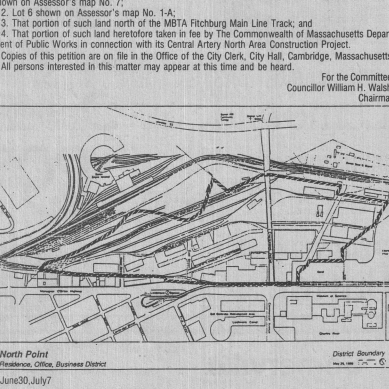 own on Assessor's map No. 7;
2. Lot 6 shown on Assessor's map No. 1-A;
3. That portion of such land north of the MBTA Fitchburg Main Line Track; and
4. That portion of such land heretofore taken in fee by The Commonwealth of Massachusetts Depar
ent of Public Works in connection with its Central Artery North Area Construction Project.
Copies of this petition are on file in the Office of the City Clerk, City Hall, Cambridge, Massachusetts
All persons interested in this matter may appear at this time and be heard.
For the Committee
Councillor William H. Walsh
Chairma
North Point
Residence, Office, Business District
District Boundary
June30,July7